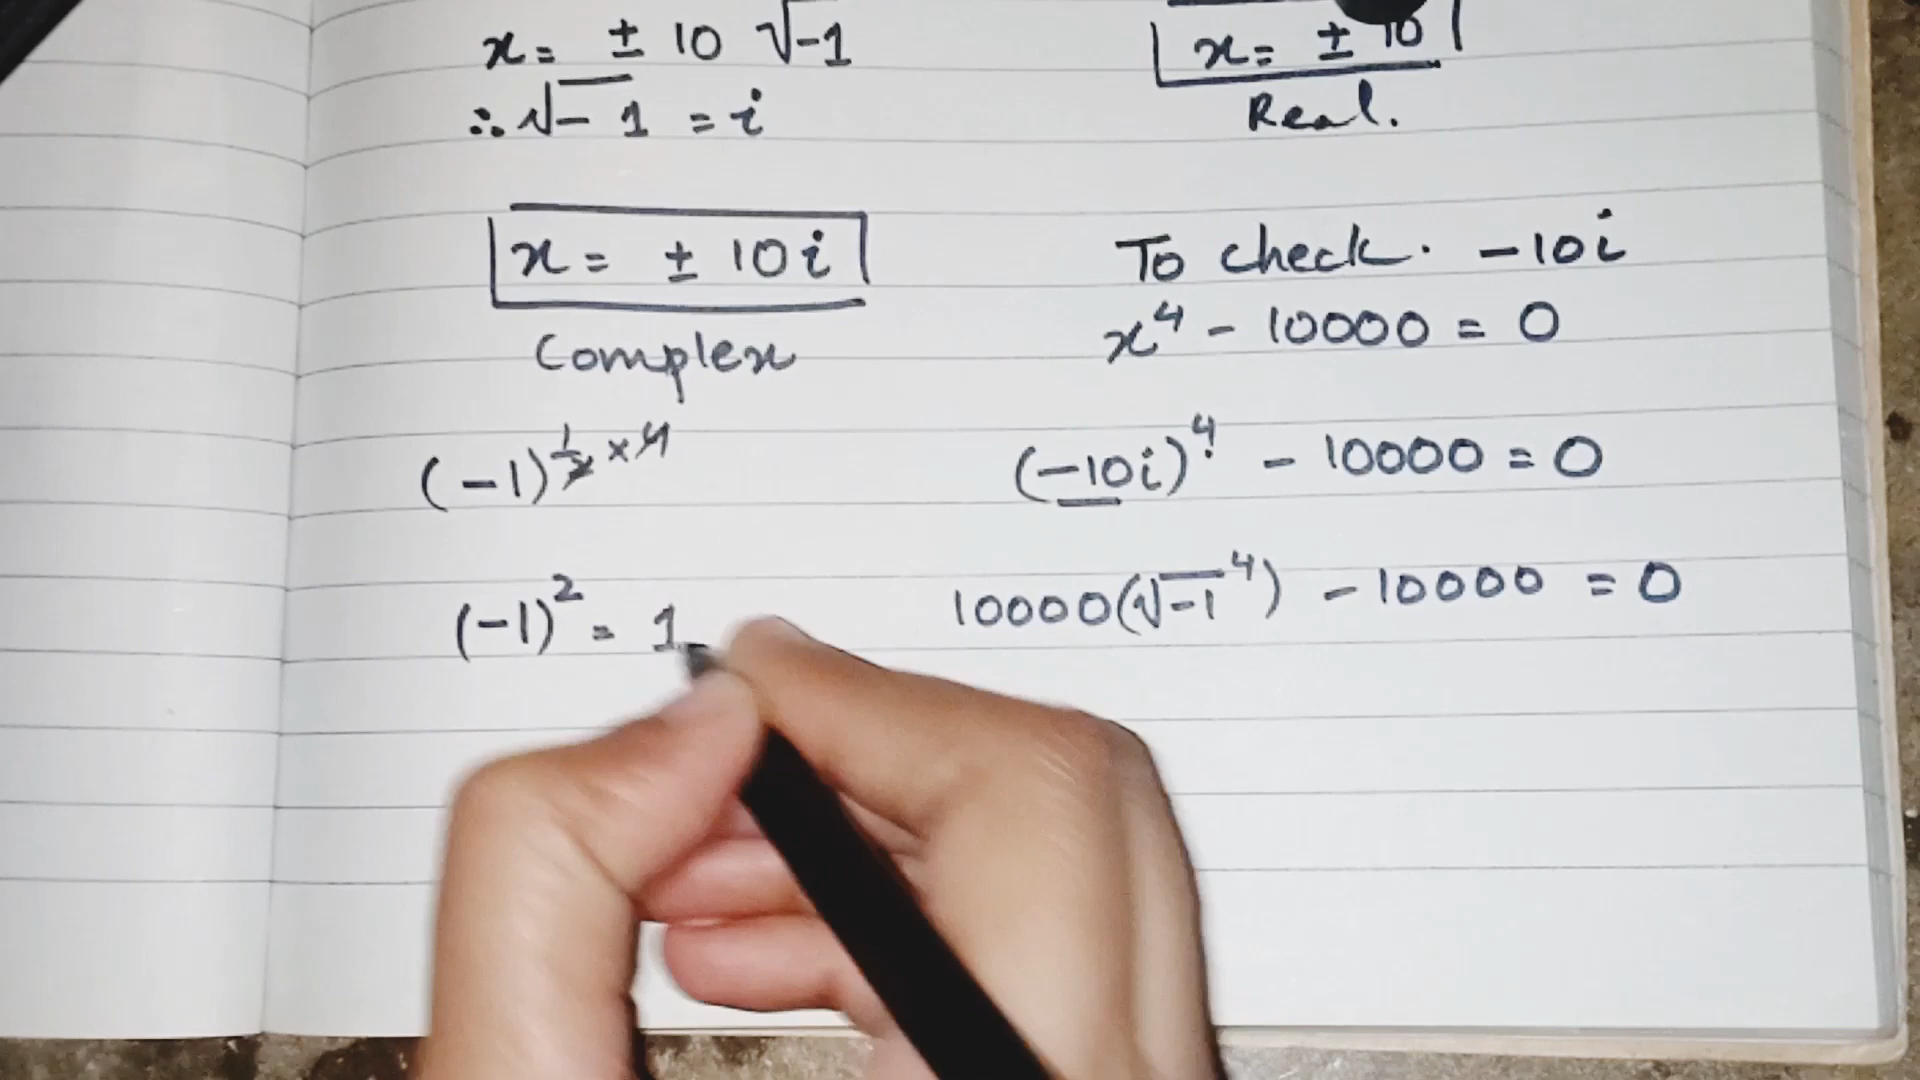 x = ± 10 √-1
∴ √-1 = i
x = ± 10i
Complex
(-1)^{1/2 × 4}
(-1)² = 1
x = ± 10
Real.
To check. -10i
x⁴ - 10000 = 0
(-10i)⁴ - 10000 = 0
10000(√-1⁴) - 10000 = 0